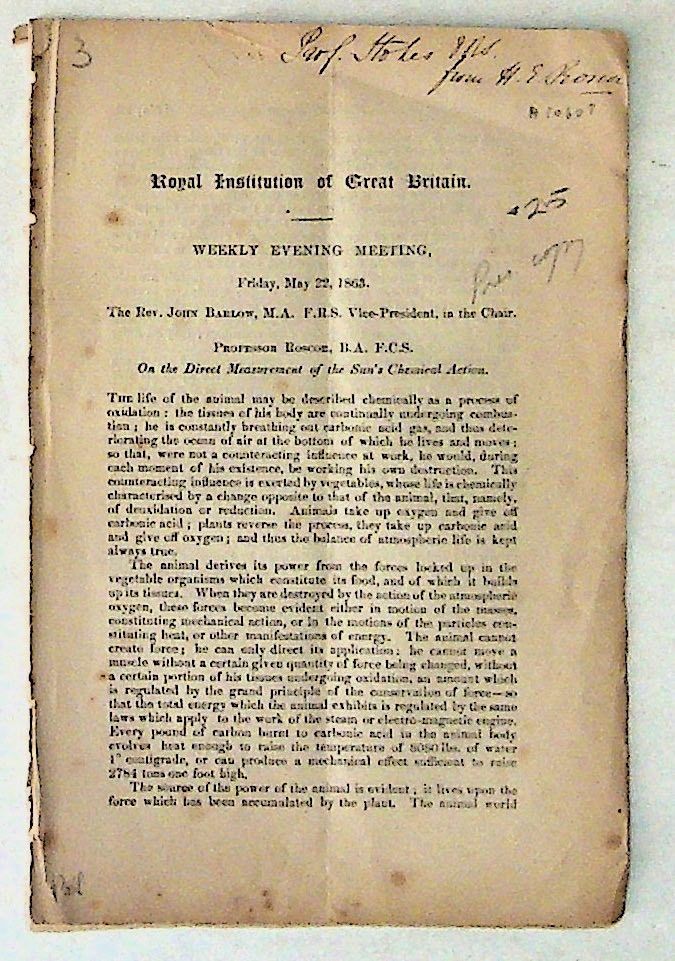 3
Prof. Stokes
from H. E. Roscoe
Royal Institution of Great Britain.
25
WEEKLY EVENING MEETING,
Friday, May 22, 1863.
Pres. copy
The Rev. JOHN BARLOW, M.A. F.R.S. Vice-President, in the Chair.
PROFESSOR ROSCOE, B.A. F.C.S.
On the Direct Measurement of the Sun's Chemical Action.
THE life of the animal may be described chemically as a process of
oxidation: the tissues of his body are continually undergoing combus-
tion; he is constantly breathing out carbonic acid gas, and thus dete-
riorating the ocean of air at the bottom of which he lives and moves;
so that, were not a counteracting influence at work, he would, during
each moment of his existence, be working his own destruction. This
counteracting influence is exerted by vegetables, whose life is chemically
characterised by a change opposite to that of the animal, that, namely,
of deoxidation or reduction. Animals take up oxygen and give off
carbonic acid; plants reverse the process, they take up carbonic acid
and give off oxygen; and thus the balance of atmospheric life is kept
always true.
The animal derives its power from the forces locked up in the
vegetable organisms which constitute its food, and of which it builds
up its tissues. When they are destroyed by the action of the atmospheric
oxygen, these forces become evident either in motion of the masses,
constituting mechanical action, or in the motions of the particles con-
stituting heat, or other manifestations of energy. The animal cannot
create force; he can only direct its application; he cannot move a
muscle without a certain given quantity of force being changed, without
a certain portion of his tissues undergoing oxidation, an amount which
is regulated by the grand principle of the conservation of force—so
that the total energy which the animal exhibits is regulated by the same
laws which apply to the work of the steam or electro-magnetic engine.
Every pound of carbon burnt to carbonic acid in the animal body
evolves heat enough to raise the temperature of 8080 lbs. of water
1° centigrade, or can produce a mechanical effect sufficient to raise
2784 tons one foot high.
The source of the power of the animal is evident; it lives upon the
force which has been accumulated by the plant. The animal world